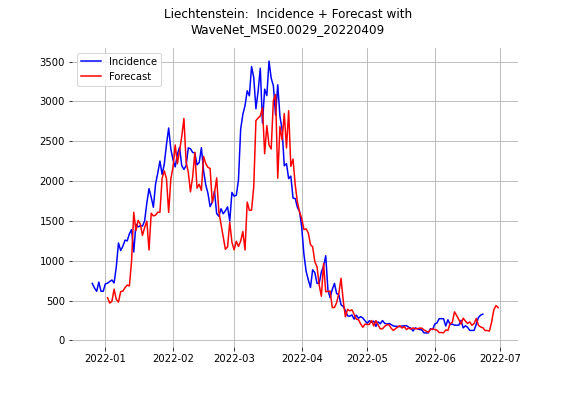 Liechtenstein:  Incidence + Forecast with
WaveNet_MSE0.0029_20220409
Incidence
Forecast
3500
3000
2500
2000
1500
1000
500
0
2022-01 2022-02 2022-03 2022-04 2022-05 2022-06 2022-07